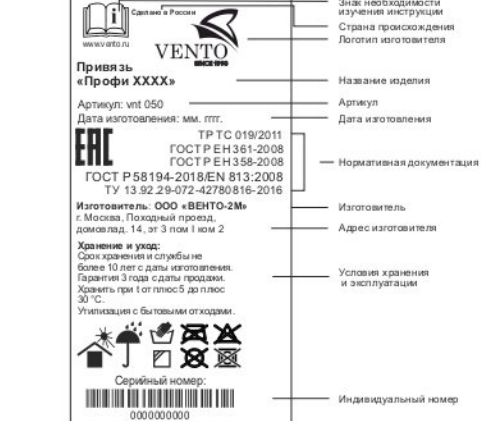 Знак необходимости
изучения инструкции
Сделано в России
Страна происхождения
www.vento.ru
VENTO
SINCE 1990
Логотип изготовителя
Привязь
«Профи XXXX»
Название изделия
Артикул: vnt 050
Артикул
Дата изготовления: мм. гггг.
Дата изготовления
ЕАС
ТР ТС 019/2011
ГОСТ Р ЕН 361-2008
ГОСТ Р ЕН 358-2008
ГОСТ Р 58194-2018/EN 813:2008
ТУ 13.92.29-072-42780816-2016
Нормативная документация
Изготовитель: ООО «ВЕНТО-2М»
Изготовитель
г. Москва, Походный проезд,
домовлад. 14, эт 3 пом I ком 2
Адрес изготовителя
Хранение и уход:
Срок хранения и службы не
более 10 лет с даты изготовления.
Гарантия 3 года с даты продажи.
Хранить при t от плюс 5 до плюс
30 °C.
Утилизация с бытовыми отходами.
Условия хранения
и эксплуатации
Серийный номер:
0000000000
Индивидуальный номер